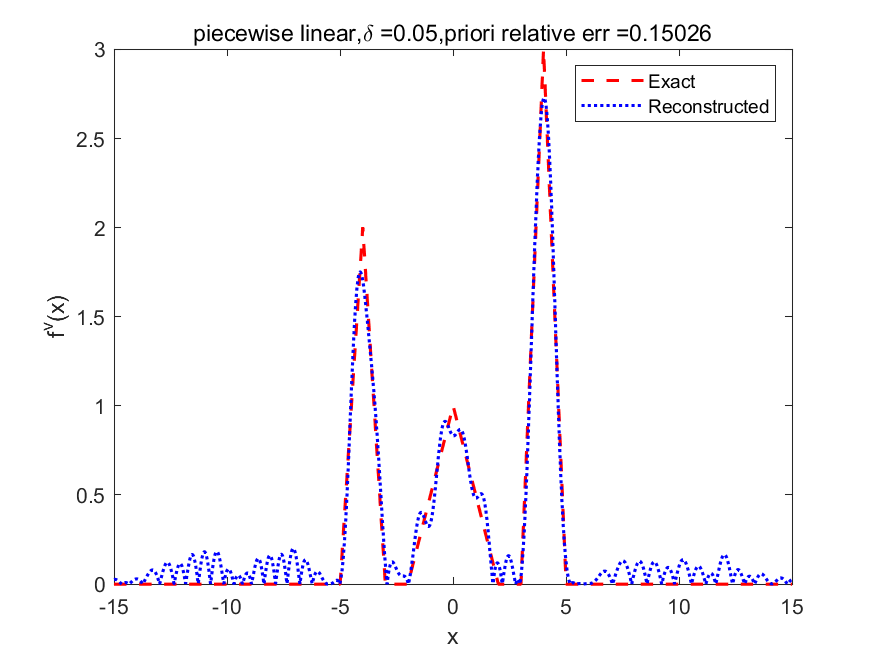 piecewise linear,δ =0.05,priori relative err =0.15026
3
2.5
2
1.5
1
0.5
0
fᵛ(x)
Exact
Reconstructed
-15 -10 -5 0 5 10 15
x